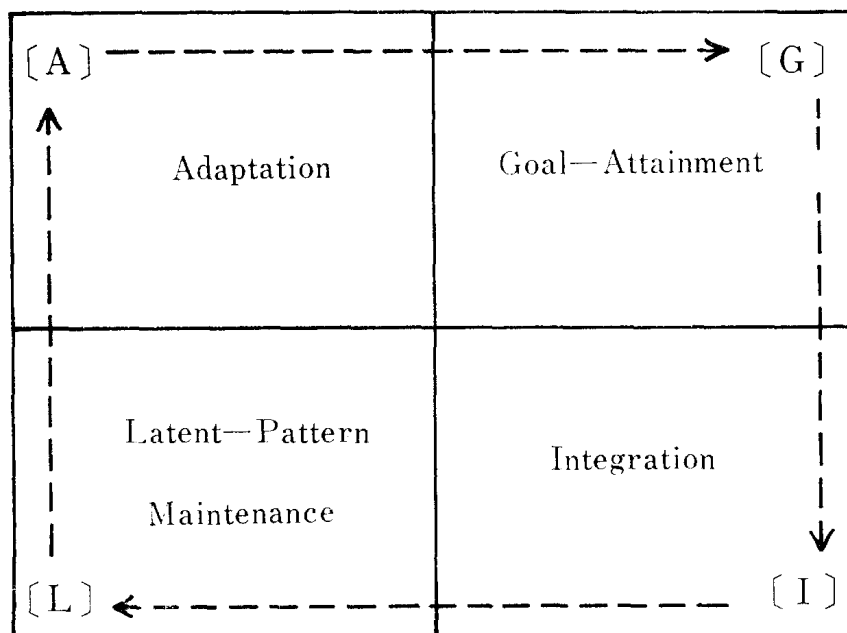 〔A〕 〔G〕
Adaptation Goal—Attainment
Latent—Pattern
Maintenance
Integration
〔L〕 〔I〕